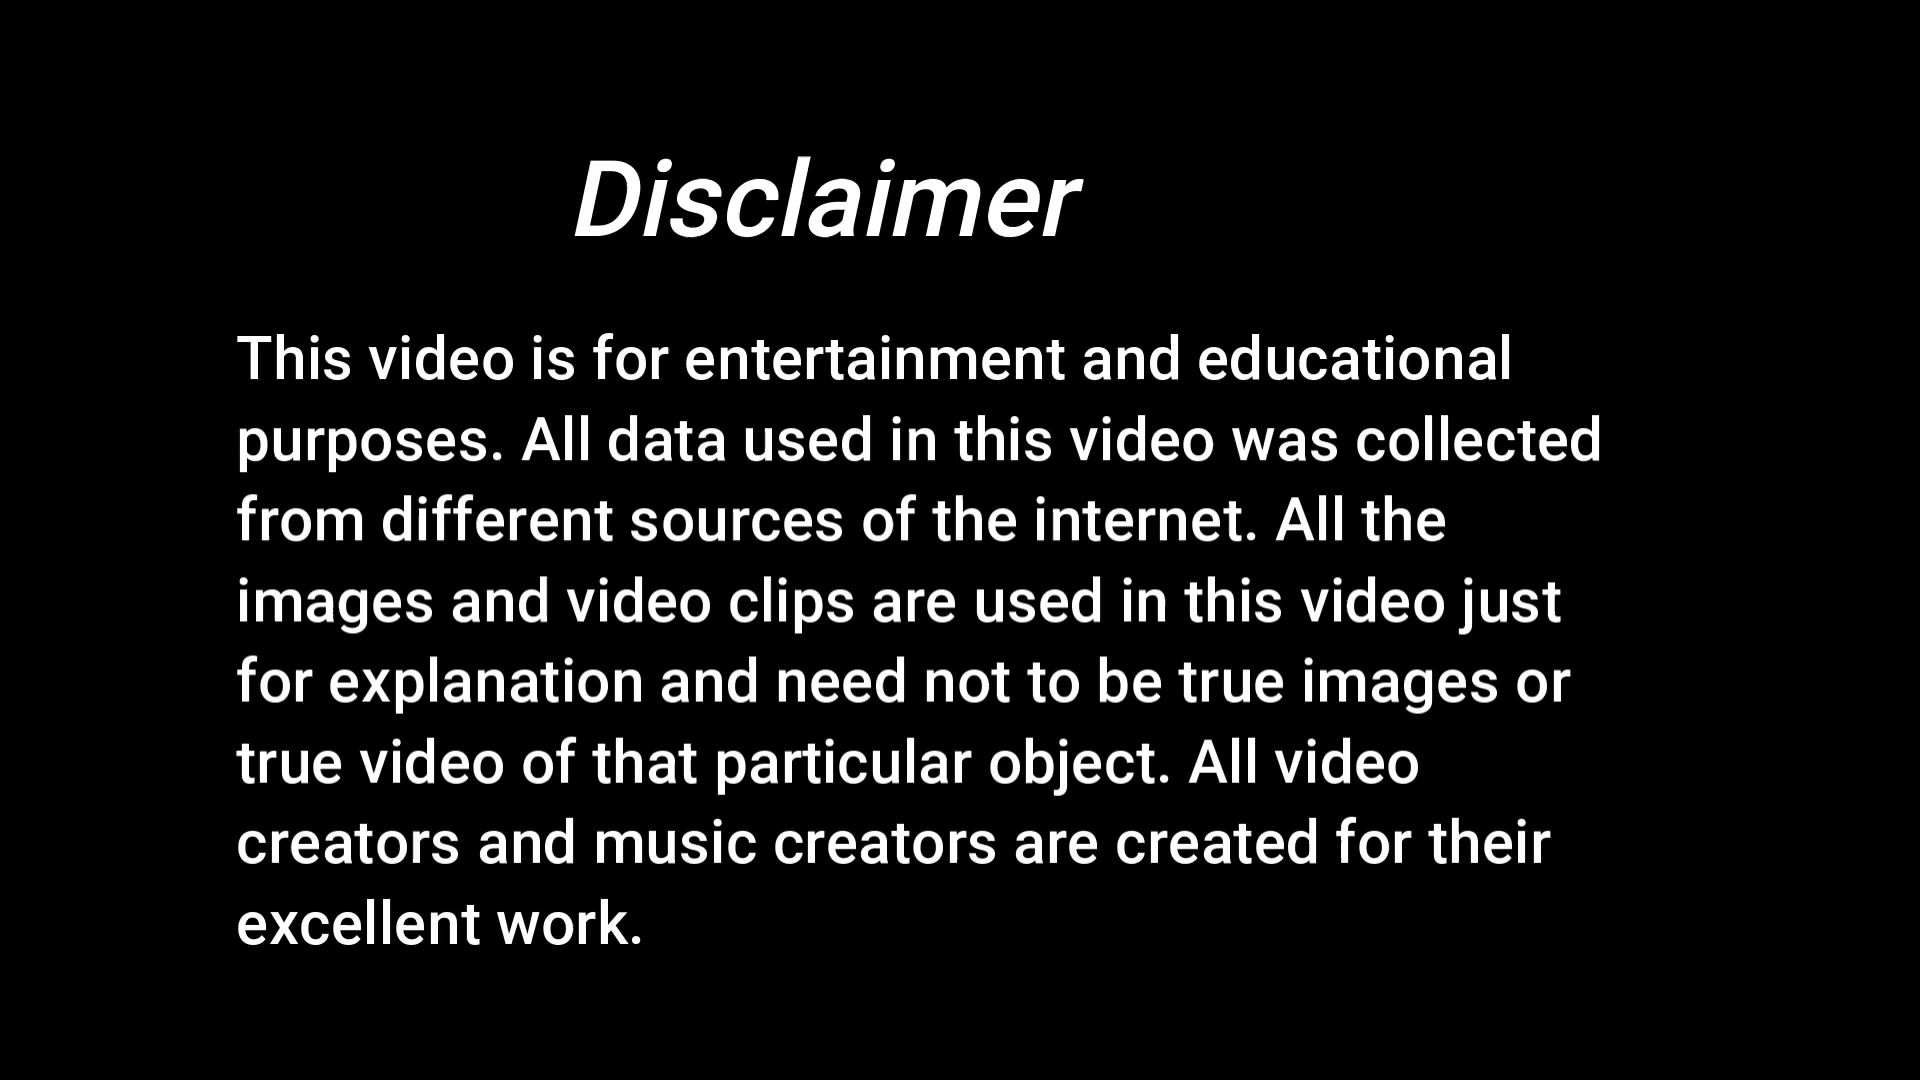 Disclaimer
This video is for entertainment and educational
purposes. All data used in this video was collected
from different sources of the internet. All the
images and video clips are used in this video just
for explanation and need not to be true images or
true video of that particular object. All video
creators and music creators are created for their
excellent work.